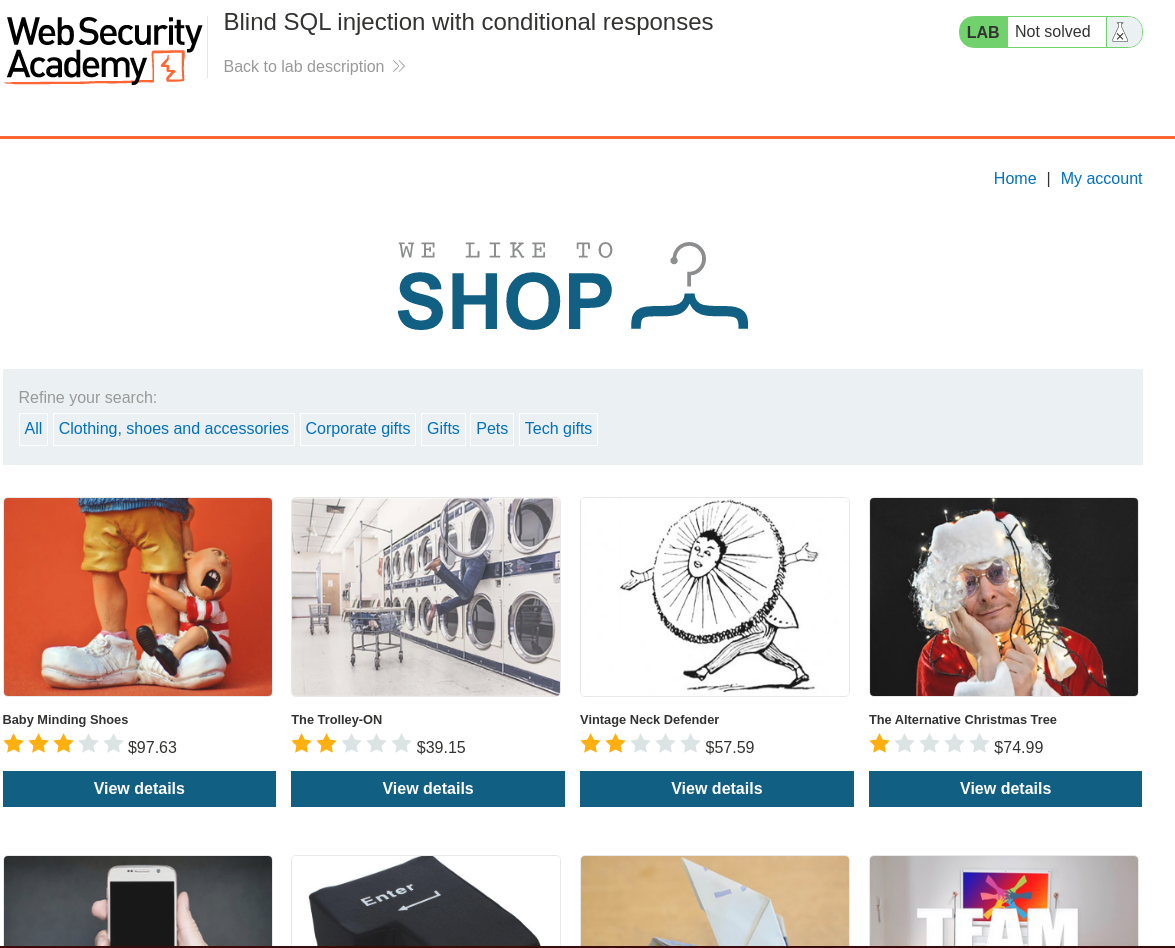 Web Security
Academy
Blind SQL injection with conditional responses
Back to lab description
LAB Not solved
Home | My account
WE LIKE TO
SHOP
Refine your search:
All Clothing, shoes and accessories Corporate gifts Gifts Pets Tech gifts
Baby Minding Shoes The Trolley-ON Vintage Neck Defender The Alternative Christmas Tree
$97.63 $39.15 $57.59 $74.99
View details View details View details View details
Enter
TEAM